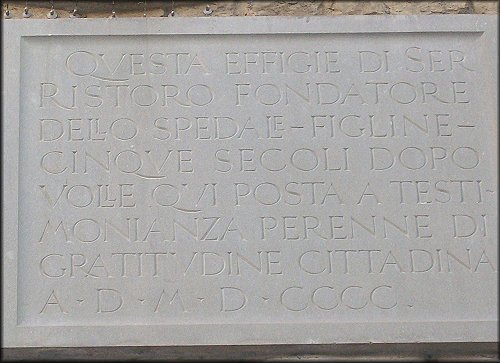 QVESTA EFFIGIE DI SER
RISTORO FONDATORE
DELLO SPEDALE-FIGLINE-
CINQVE SECOLI DOPO
VOLLE QVI POSTA A TESTI-
MONIANZA PERENNE DI
GRATITVDINE CITTADINA
A · D · M · D · CCCC .